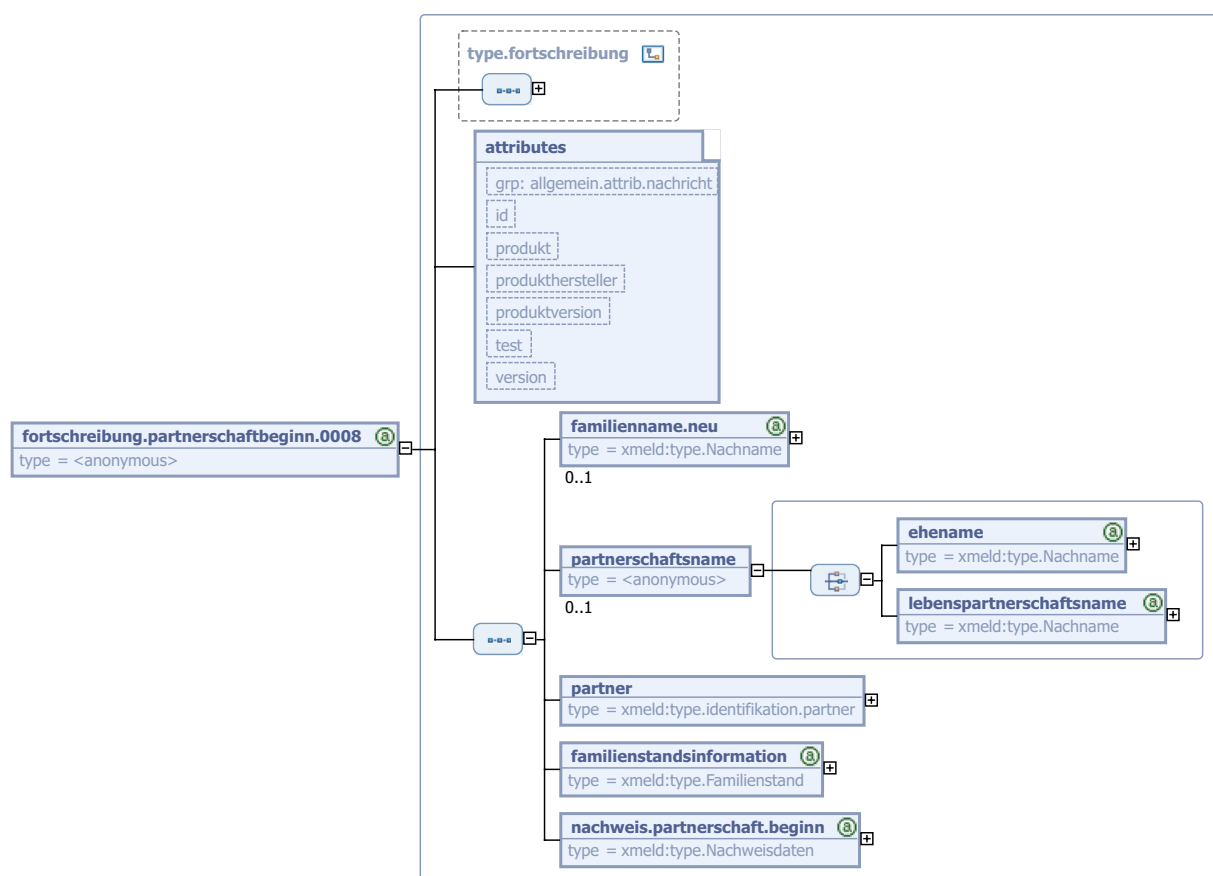 type.fortschreibung
attributes
grp: allgemein.attrib.nachricht
id
produkt
produkthersteller
produktversion
test
version
fortschreibung.partnerschaftbeginn.0008
type = <anonymous>
familienname.neu
type = xmeld:type.Nachname
0..1
partnerschaftsname
type = <anonymous>
0..1
ehename
type = xmeld:type.Nachname
lebenspartnerschaftsname
type = xmeld:type.Nachname
partner
type = xmeld:type.identifikation.partner
familienstandsinformation
type = xmeld:type.Familienstand
nachweis.partnerschaft.beginn
type = xmeld:type.Nachweisdaten